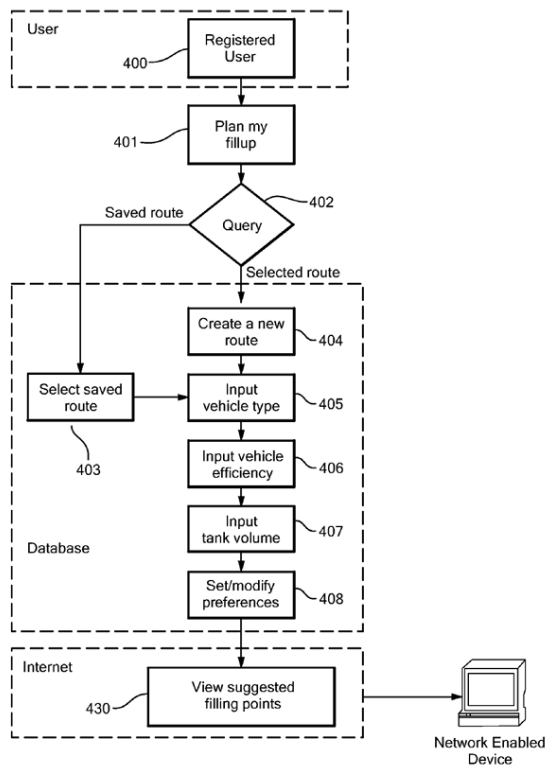 User
Registered
User
400
Plan my
fillup
401
402
Query
Saved route
Selected route
Create a new
route
404
Select saved
route
403
Input
vehicle type
405
Input vehicle
efficiency
406
Input
tank volume
407
Database
Set/modify
preferences
408
Internet
View suggested
filling points
430
Network Enabled
Device